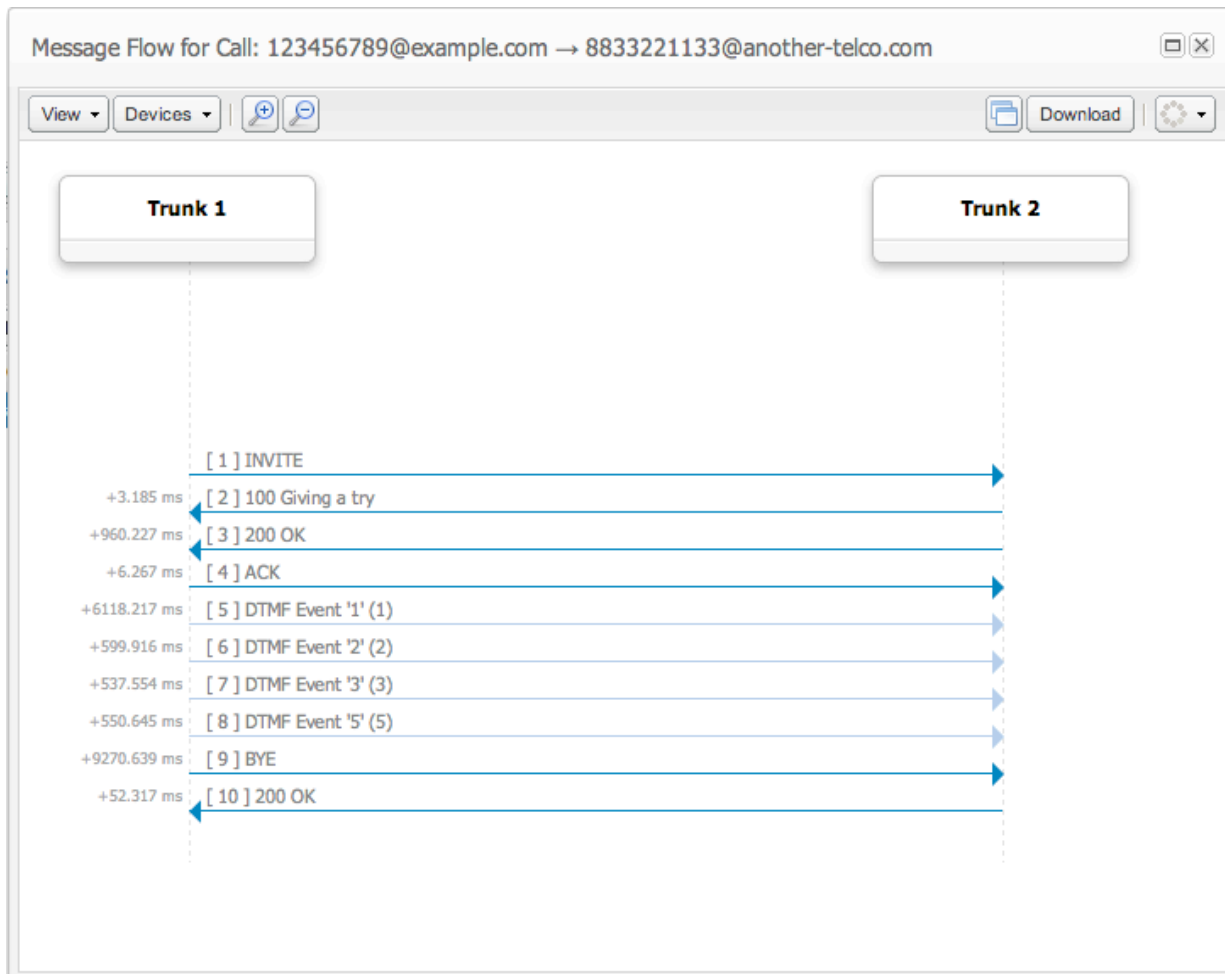 Message Flow for Call: 123456789@example.com → 8833221133@another-telco.com
View Devices Download
Trunk 1 Trunk 2
[ 1 ] INVITE
+3.185 ms [ 2 ] 100 Giving a try
+960.227 ms [ 3 ] 200 OK
+6.267 ms [ 4 ] ACK
+6118.217 ms [ 5 ] DTMF Event '1' (1)
+599.916 ms [ 6 ] DTMF Event '2' (2)
+537.554 ms [ 7 ] DTMF Event '3' (3)
+550.645 ms [ 8 ] DTMF Event '5' (5)
+9270.639 ms [ 9 ] BYE
+52.317 ms [ 10 ] 200 OK